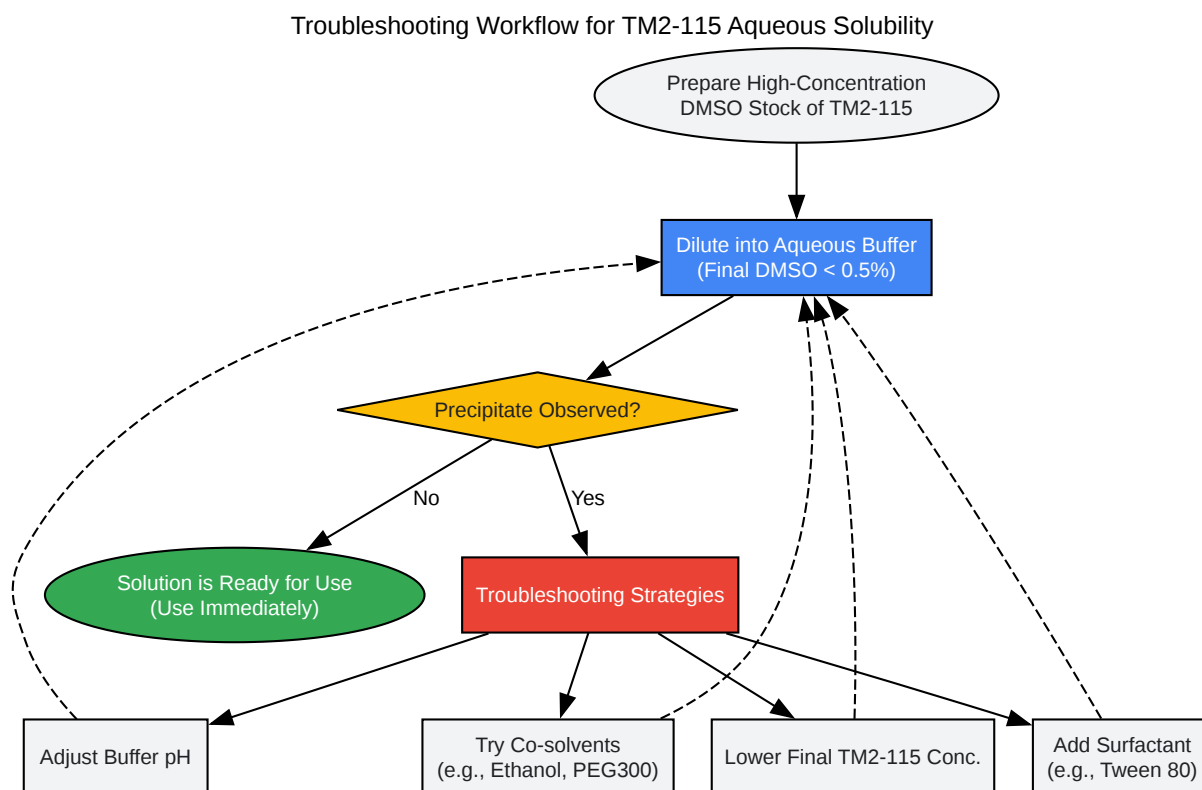 Troubleshooting Workflow for TM2-115 Aqueous Solubility
Prepare High-Concentration
DMSO Stock of TM2-115
Dilute into Aqueous Buffer
(Final DMSO < 0.5%)
Precipitate Observed?
No
Yes
Solution is Ready for Use
(Use Immediately)
Troubleshooting Strategies
Adjust Buffer pH
Try Co-solvents
(e.g., Ethanol, PEG300)
Lower Final TM2-115 Conc.
Add Surfactant
(e.g., Tween 80)